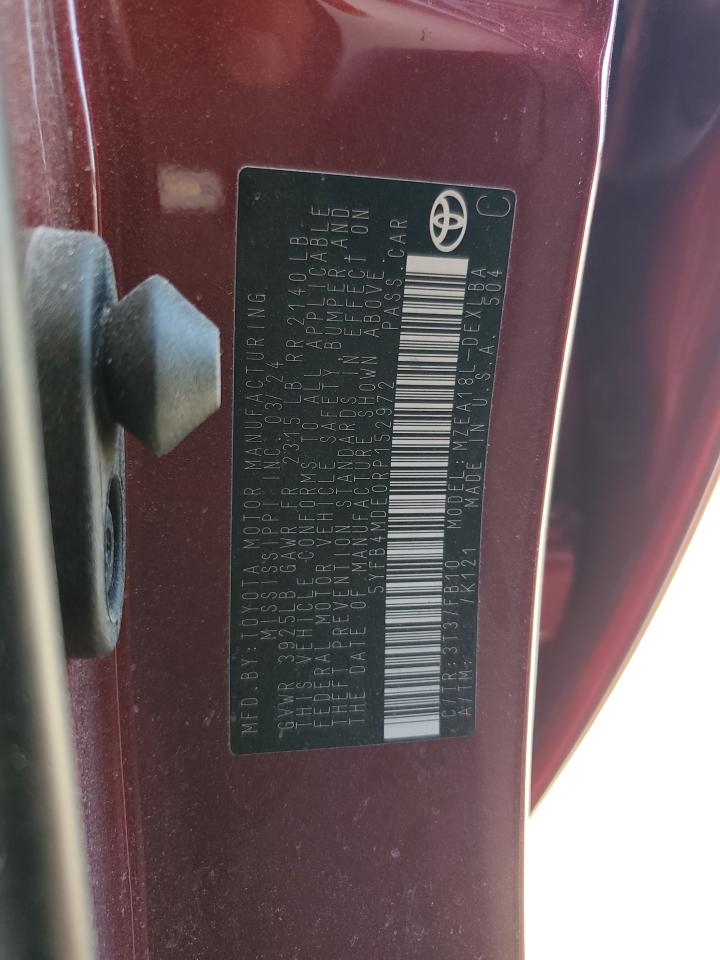 MFD.BY:TOYOTA MOTOR MANUFACTURING
MISSISSIPPI INC. 03/24
GVWR 3925LB GAWR FR 2315 LB RR 2140LB
THIS VEHICLE CONFORMS TO ALL APPLICABLE
FEDERAL MOTOR VEHICLE SAFETY BUMPER AND
THEFT PREVENTION STANDARDS IN EFFECT ON
THE DATE OF MANUFACTURE SHOWN ABOVE.
5YFB4MDE0RP152972 PASS.CAR
C/TR:3T3/FB10 MODEL:MZEA18L-DEXLBA
A/TM: /K121 MADE IN U.S.A. 504
C